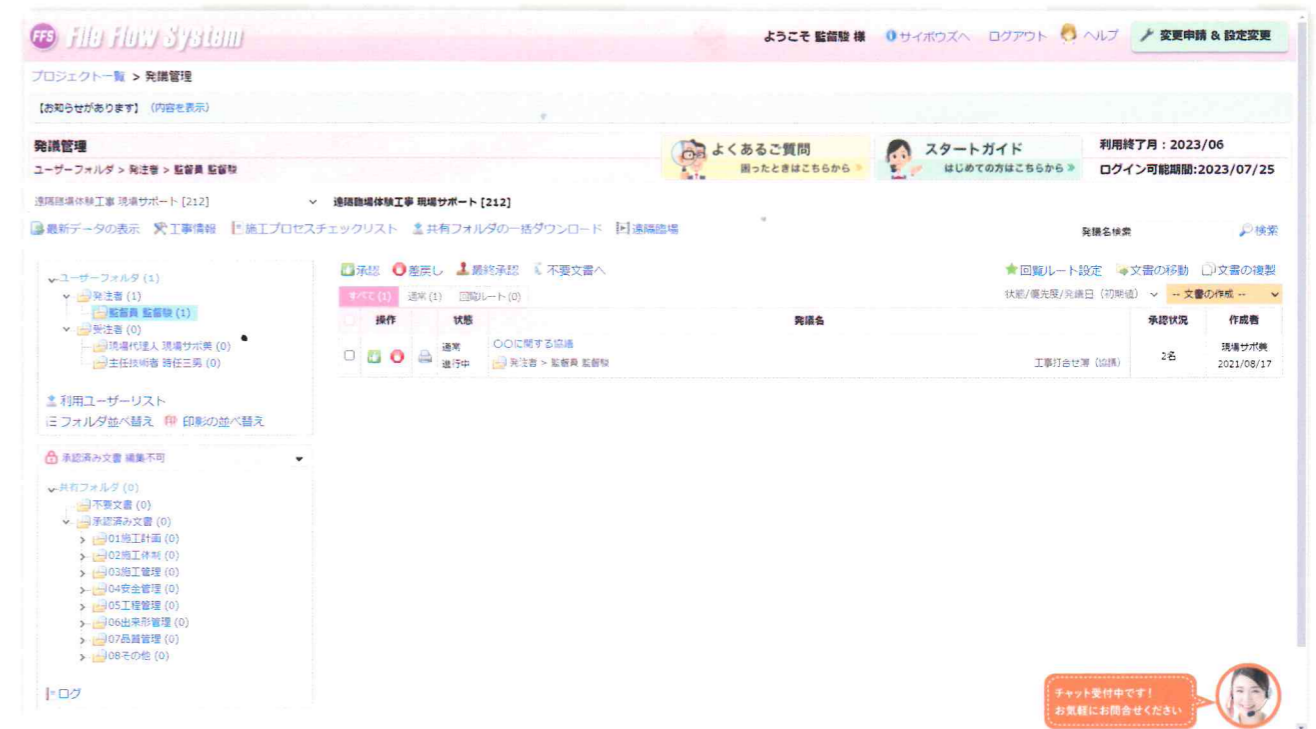 FFS File Flow System
ようこそ 監督駿 様 サイボウズへ ログアウト ヘルプ 変更申請 & 設定変更
プロジェクト一覧 > 発議管理
【お知らせがあります】 (内容を表示)
発議管理
ユーザーフォルダ > 発注者 > 監督員 監督駿
よくあるご質問
困ったときはこちらから »
スタートガイド
はじめての方はこちらから »
利用終了月：2023/06
ログイン可能期間:2023/07/25
遠隔臨場体験工事 現場サポート [212] 遠隔臨場体験工事 現場サポート [212]
最新データの表示 工事情報 施工プロセスチェックリスト 共有フォルダの一括ダウンロード 遠隔臨場
発議名検索 検索
ユーザーフォルダ (1)
発注者 (1)
監督員 監督駿 (1)
受注者 (0)
現場代理人 現場サポ美 (0)
主任技術者 時任三男 (0)
利用ユーザーリスト
フォルダ並べ替え 印影の並べ替え
承認済み文書 編集不可
共有フォルダ (0)
不要文書 (0)
承認済み文書 (0)
01施工計画 (0)
02施工体制 (0)
03施工管理 (0)
04安全管理 (0)
05工程管理 (0)
06出来形管理 (0)
07品質管理 (0)
08その他 (0)
ログ
承認 差戻し 最終承認 不要文書へ
回覧ルート設定 文書の移動 文書の複製
すべて (1) 通常 (1) 回覧ルート (0)
状態/優先度/発議日 (初期値) -- 文書の作成 --
操作 状態 発議名 承認状況 作成者
通常
進行中
〇〇に関する協議
発注者 > 監督員 監督駿
工事打合せ簿 (協議)
2名
現場サポ美
2021/08/17
チャット受付中です！
お気軽にお問合せください